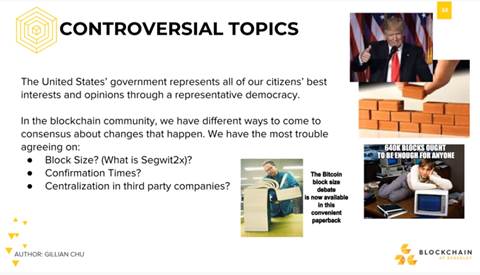 CONTROVERSIAL TOPICS
The United States' government represents all of our citizens' best
interests and opinions through a representative democracy.
In the blockchain community, we have different ways to come to
consensus about changes that happen. We have the most trouble
agreeing on:
● Block Size? (What is Segwit2x)?
● Confirmation Times?
● Centralization in third party companies?
The Bitcoin
block size
debate
is now available
in this
convenient
paperback
640K BLOCKS OUGHT
TO BE ENOUGH FOR ANYONE
AUTHOR: GILLIAN CHU
BLOCKCHAIN
AT BERKELEY